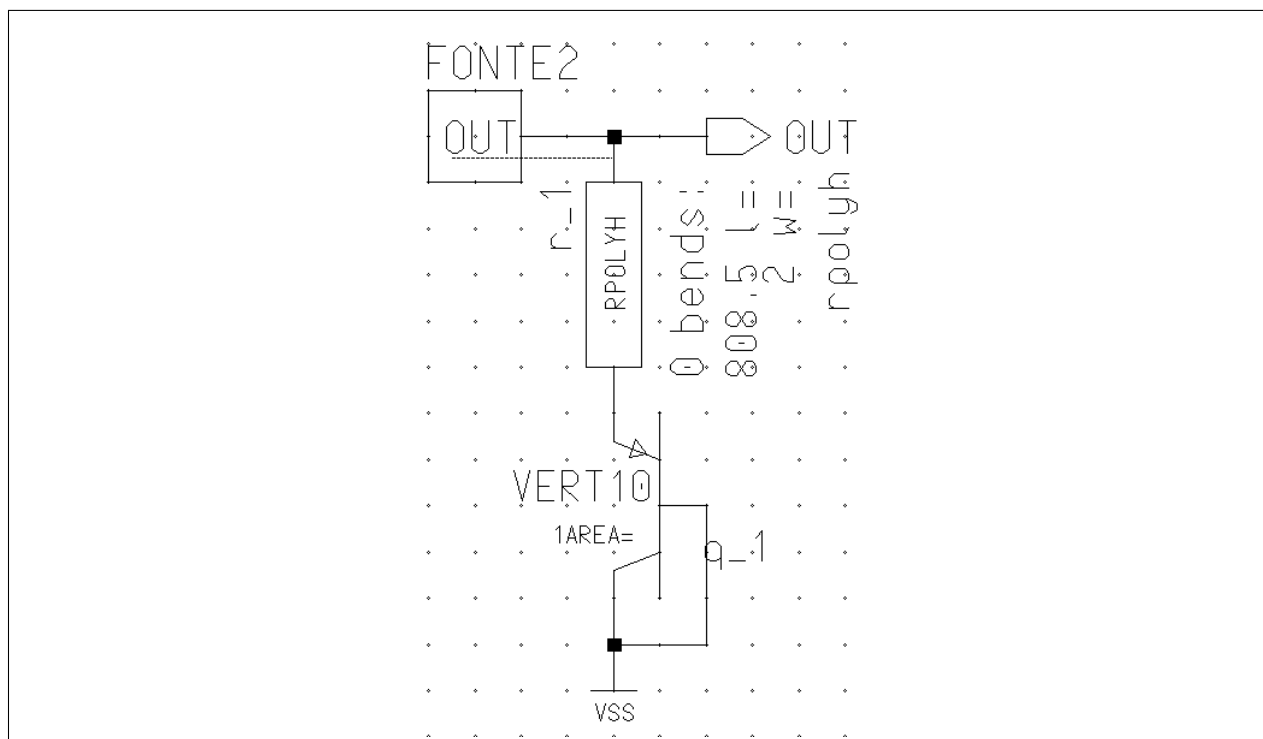 FONTE2
OUT
OUT
r_1
RPOLYH
0 bends:
808.5 l=
2 w=
rpolyh
VERT10
1AREA=
q_1
VSS